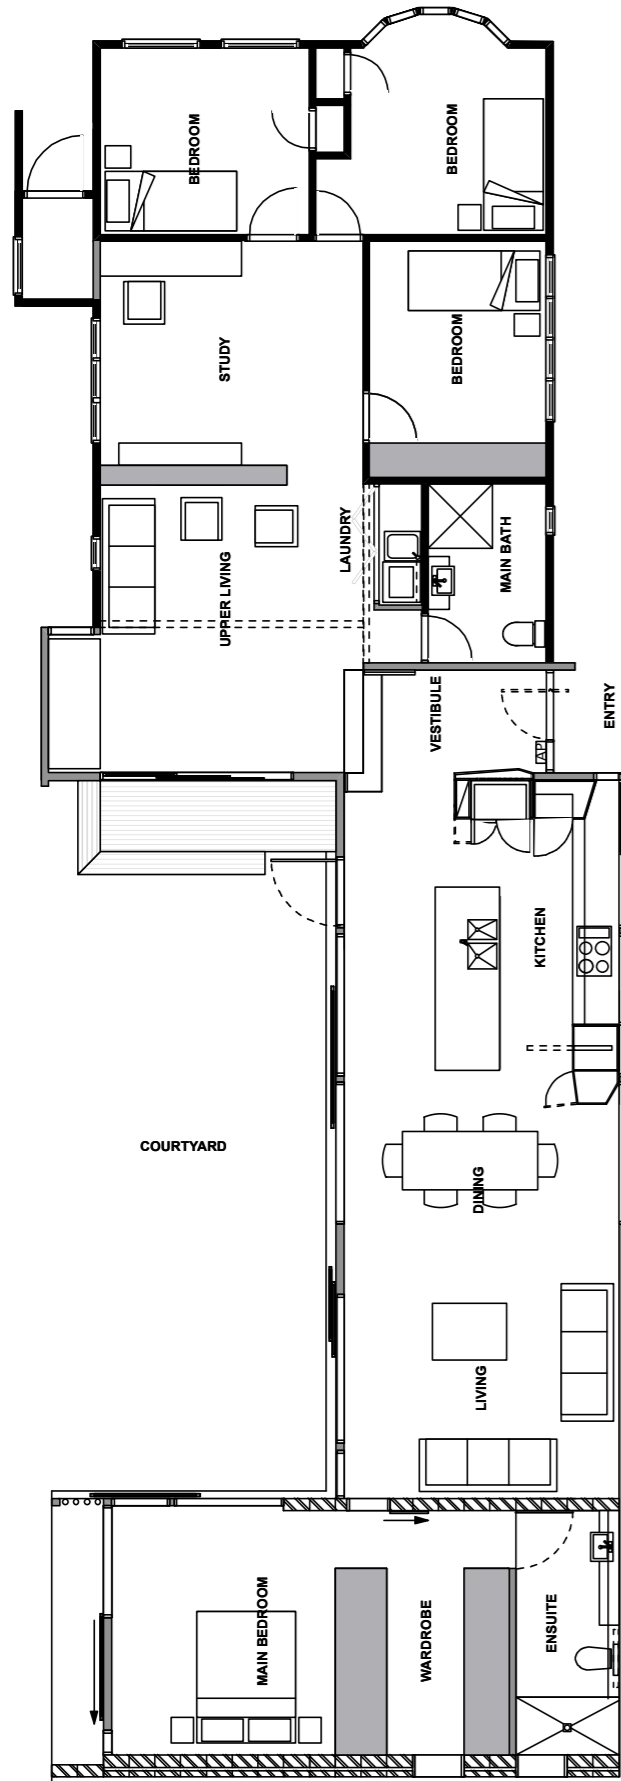 BEDROOM
BEDROOM
STUDY
BEDROOM
LAUNDRY
MAIN BATH
UPPER LIVING
VESTIBULE
ENTRY
AP
KITCHEN
COURTYARD
DINING
LIVING
MAIN BEDROOM
WARDROBE
ENSUITE